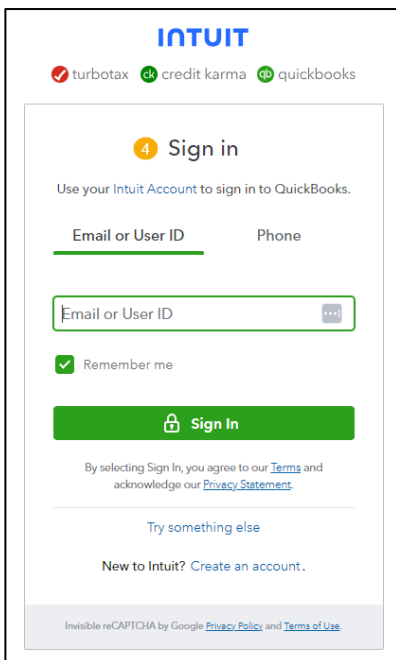 INTUIT
turbotax ck credit karma qb quickbooks
4 Sign in
Use your Intuit Account to sign in to QuickBooks.
Email or User ID Phone
Email or User ID
Remember me
Sign In
By selecting Sign In, you agree to our Terms and
acknowledge our Privacy Statement.
Try something else
New to Intuit? Create an account.
Invisible reCAPTCHA by Google Privacy Policy and Terms of Use.